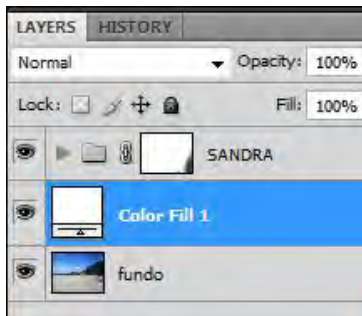 LAYERS HISTORY
Normal Opacity: 100%
Lock: Fill: 100%
SANDRA
Color Fill 1
fundo